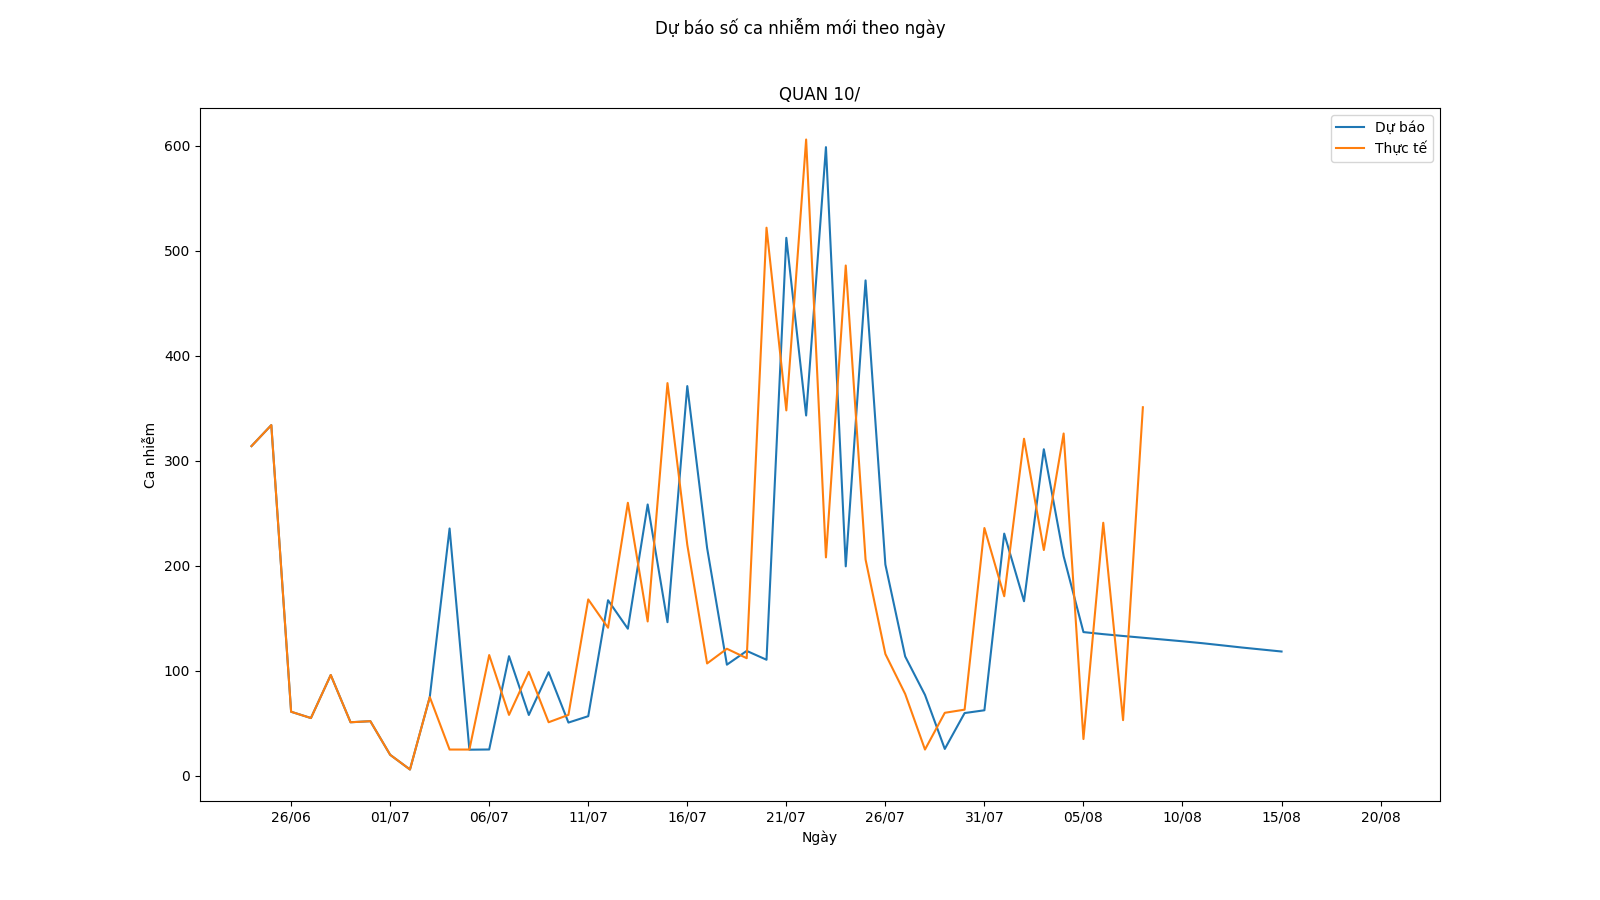 Dự báo số ca nhiễm mới theo ngày
QUAN 10/
Dự báo
Thực tế
600
500
400
300
200
100
0
Ca nhiễm
26/06 01/07 06/07 11/07 16/07 21/07 26/07 31/07 05/08 10/08 15/08 20/08
Ngày